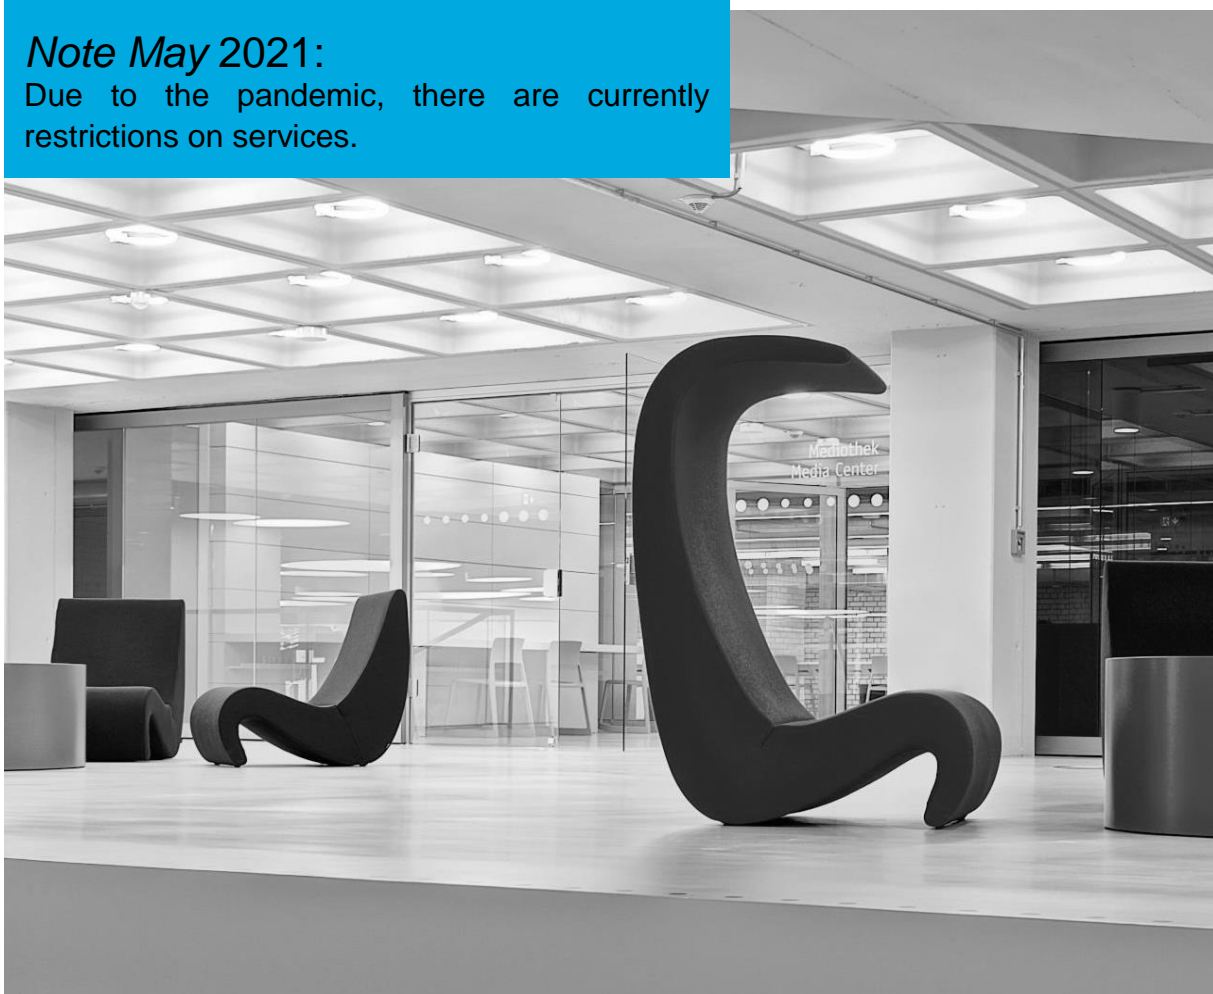 Note May 2021:
Due to the pandemic, there are currently
restrictions on services.
Mediothek
Media Center